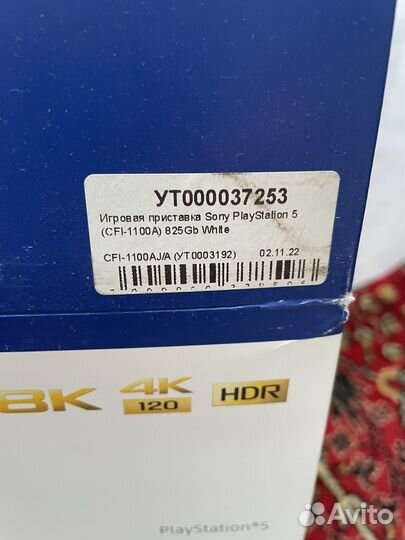 УТ000037253
Игровая приставка Sony PlayStation 5
(CFI-1100A) 825Gb White
CFI-1100AJ/A (УТ0003192) 02.11.22
8K 4K 120 HDR
PlayStation®5
Avito